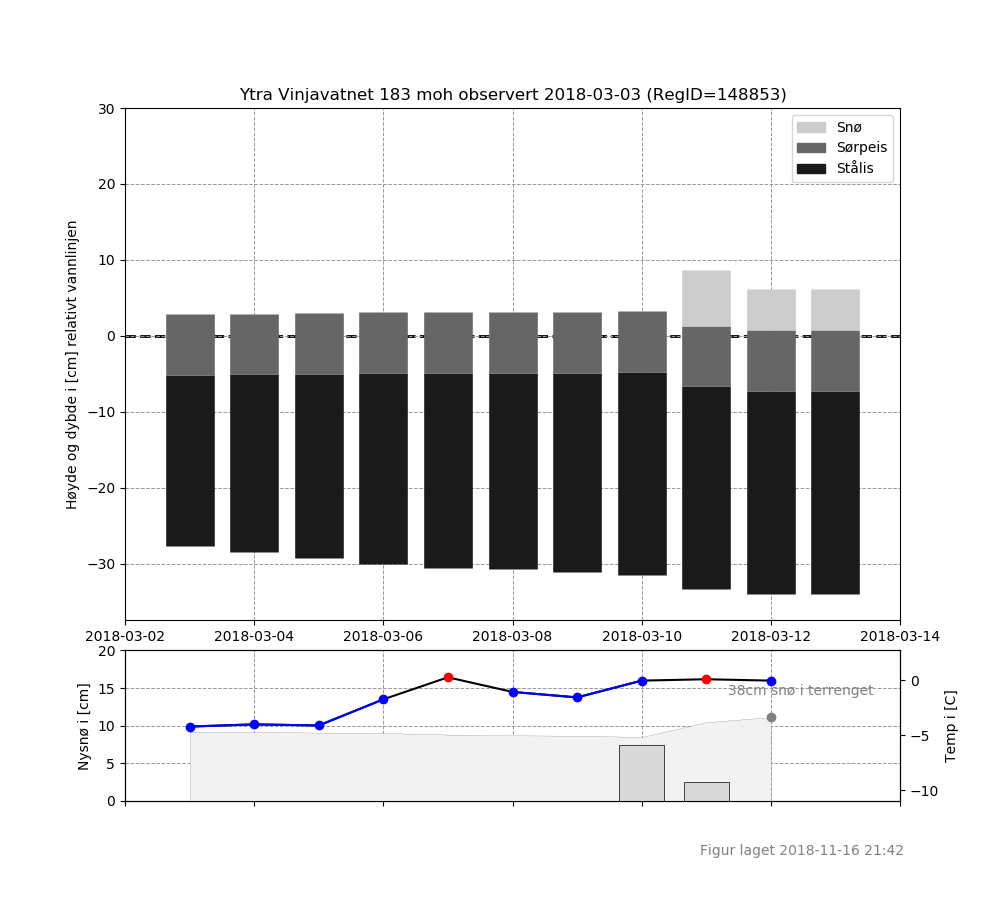 Ytra Vinjavatnet 183 moh observert 2018-03-03 (RegID=148853)
Høyde og dybde i [cm] relativt vannlinjen
30
20
10
0
−10
−20
−30
Snø
Sørpeis
Stålis
2018-03-02 2018-03-04 2018-03-06 2018-03-08 2018-03-10 2018-03-12 2018-03-14
Nysnø i [cm]
20
15
10
5
0
38cm snø i terrenget
0
−5
−10
Temp i [C]
Figur laget 2018-11-16 21:42